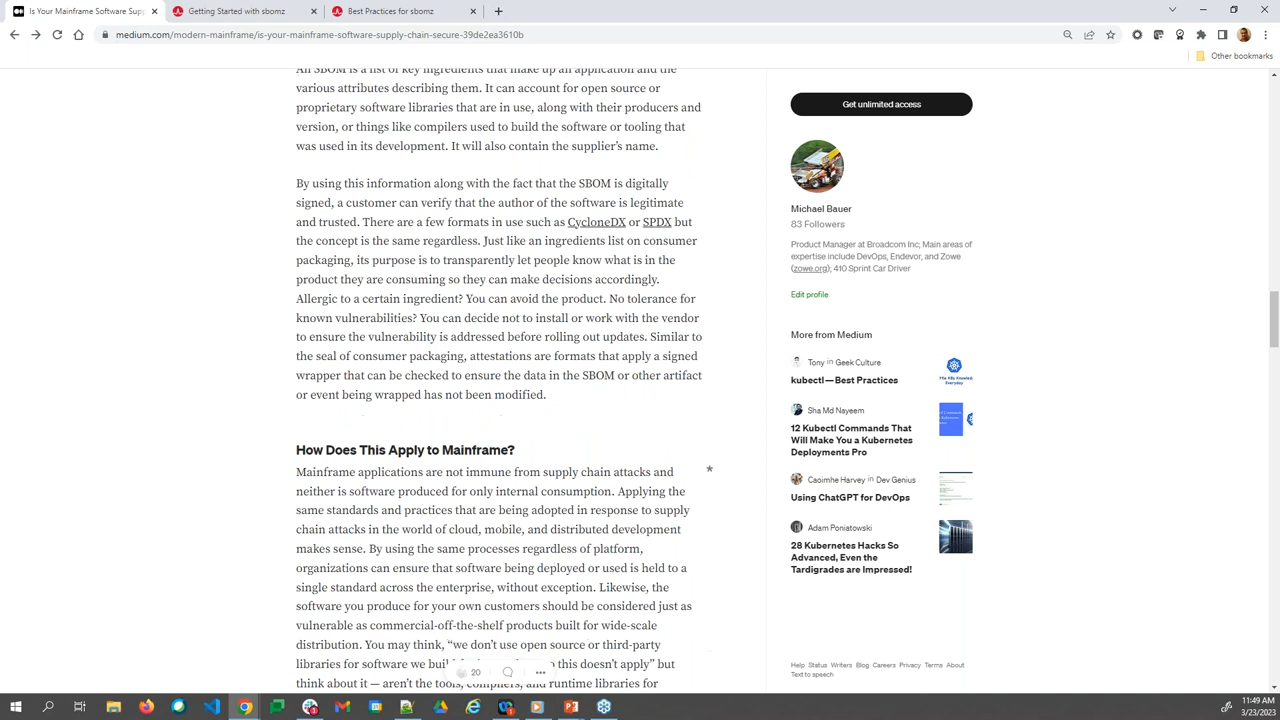 Is Your Mainframe Software Supp
Getting Started with sbomz
Best Practices for sbomz
medium.com/modern-mainframe/is-your-mainframe-software-supply-chain-secure-39de2ea3610b
Other bookmarks
An SBOM is a list of key ingredients that make up an application and the
various attributes describing them. It can account for open source or
proprietary software libraries that are in use, along with their producers and
version, or things like compilers used to build the software or tooling that
was used in its development. It will also contain the supplier's name.
By using this information along with the fact that the SBOM is digitally
signed, a customer can verify that the author of the software is legitimate
and trusted. There are a few formats in use such as CycloneDX or SPDX but
the concept is the same regardless. Just like an ingredients list on consumer
packaging, its purpose is to transparently let people know what is in the
product they are consuming so they can make decisions accordingly.
Allergic to a certain ingredient? You can avoid the product. No tolerance for
known vulnerabilities? You can decide not to install or work with the vendor
to ensure the vulnerability is addressed before rolling out updates. Similar to
the seal of consumer packaging, attestations are formats that apply a signed
wrapper that can be checked to ensure the data in the SBOM or other artifact
or event being wrapped has not been modified.
How Does This Apply to Mainframe?
Mainframe applications are not immune from supply chain attacks and
neither is software produced for only internal consumption. Applying the
same standards and practices that are being adopted in response to supply
chain attacks in the world of cloud, mobile, and distributed development
makes sense. By using the same processes regardless of platform,
organizations can ensure that software being deployed or used is held to a
single standard across the enterprise, without exception. Likewise, the
software you produce for your own customers should be considered just as
vulnerable as commercial-off-the-shelf products built for wide-scale
distribution. You may think, “we don't use open source or third-party
libraries for software we buil this doesn't apply” but
think about it — the tools, compilers, and runtime libraries for
20
Get unlimited access
Michael Bauer
83 Followers
Product Manager at Broadcom Inc; Main areas of
expertise include DevOps, Endevor, and Zowe
(zowe.org); 410 Sprint Car Driver
Edit profile
More from Medium
Tony in Geek Culture
kubectl — Best Practices
Sha Md Nayeem
12 Kubectl Commands That
Will Make You a Kubernetes
Deployments Pro
Caoimhe Harvey in Dev Genius
Using ChatGPT for DevOps
Adam Poniatowski
28 Kubernetes Hacks So
Advanced, Even the
Tardigrades are Impressed!
Help Status Writers Blog Careers Privacy Terms About
Text to speech
11:49 AM
3/23/2023